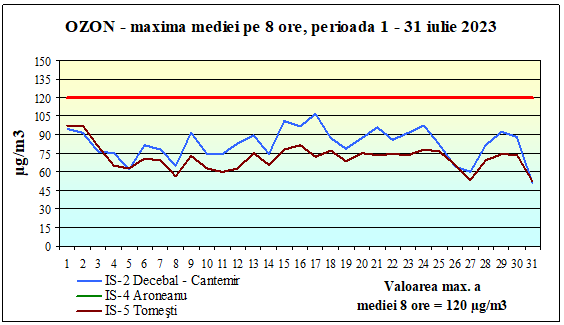 OZON - maxima mediei pe 8 ore, perioada 1 - 31 iulie 2023
µg/m3
150
135
120
105
90
75
60
45
30
15
0
1 2 3 4 5 6 7 8 9 10 11 12 13 14 15 16 17 18 19 20 21 22 23 24 25 26 27 28 29 30 31
IS-2 Decebal - Cantemir
IS-4 Aroneanu
IS-5 Tomeşti
Valoarea max. a
mediei 8 ore = 120 µg/m3